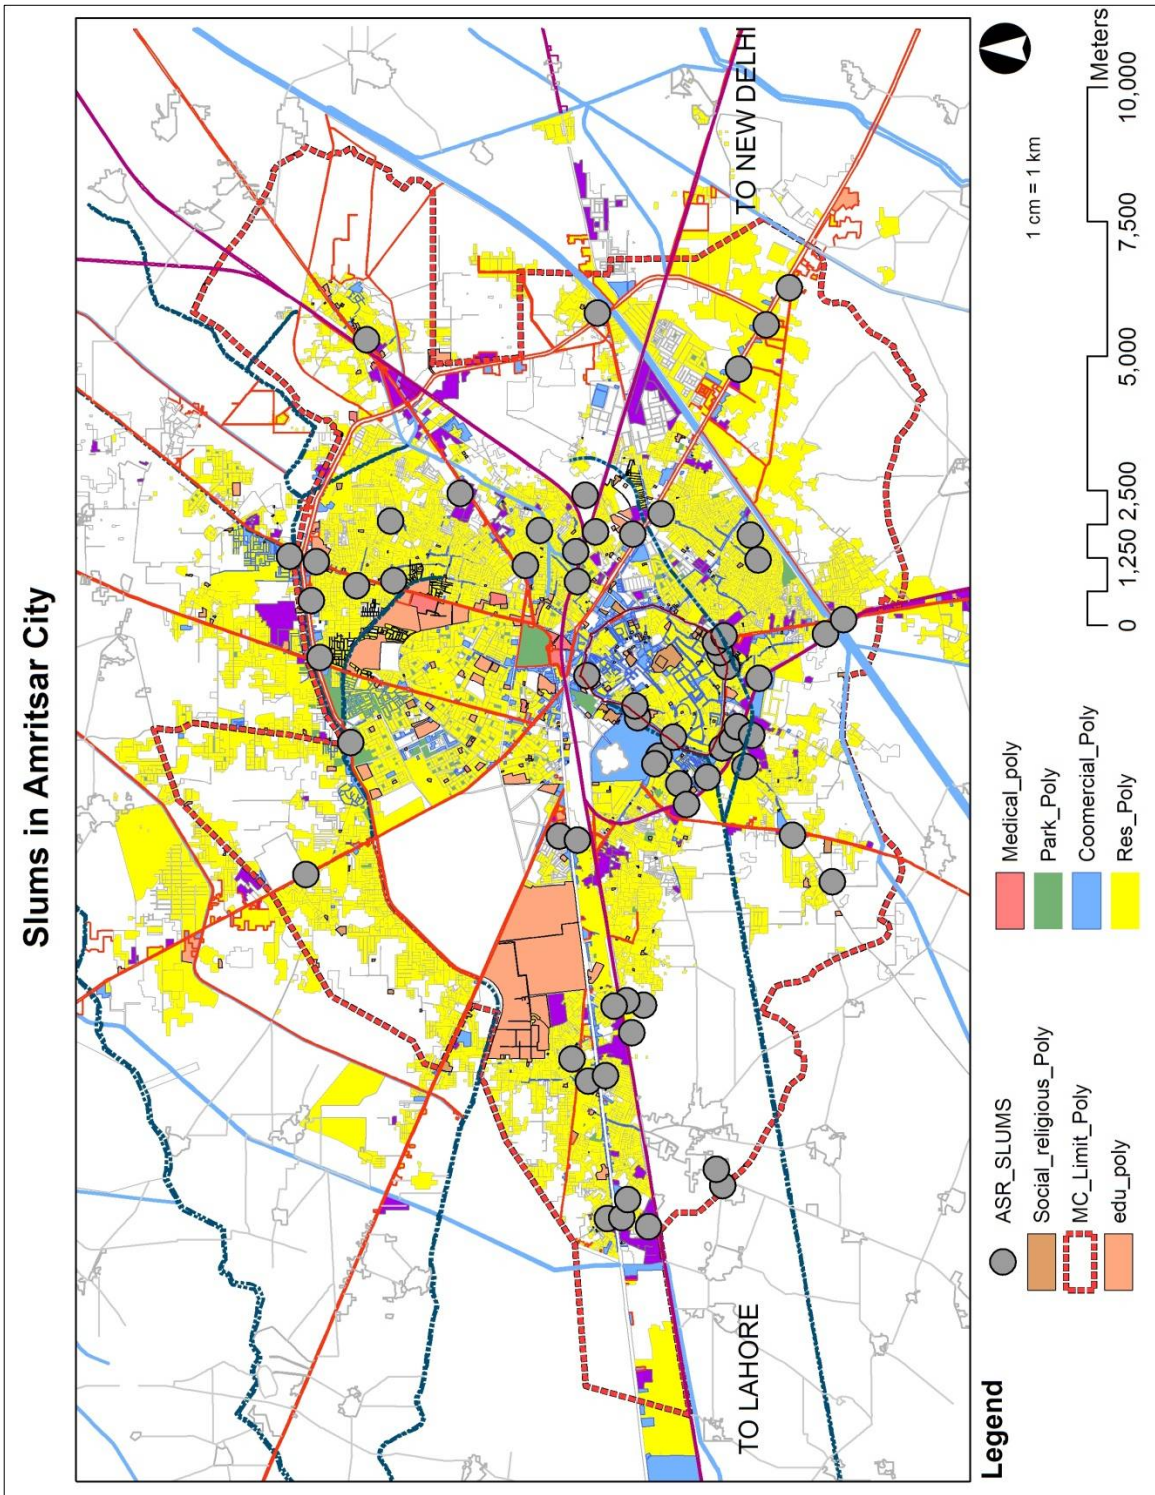 Slums in Amritsar City
TO NEW DELHI
TO LAHORE
Legend
ASR_SLUMS
Social_religious_Poly
MC_Limit_Poly
edu_poly
Medical_poly
Park_Poly
Coomercial_Poly
Res_Poly
1 cm = 1 km
0 1,250 2,500 5,000 7,500 10,000
Meters